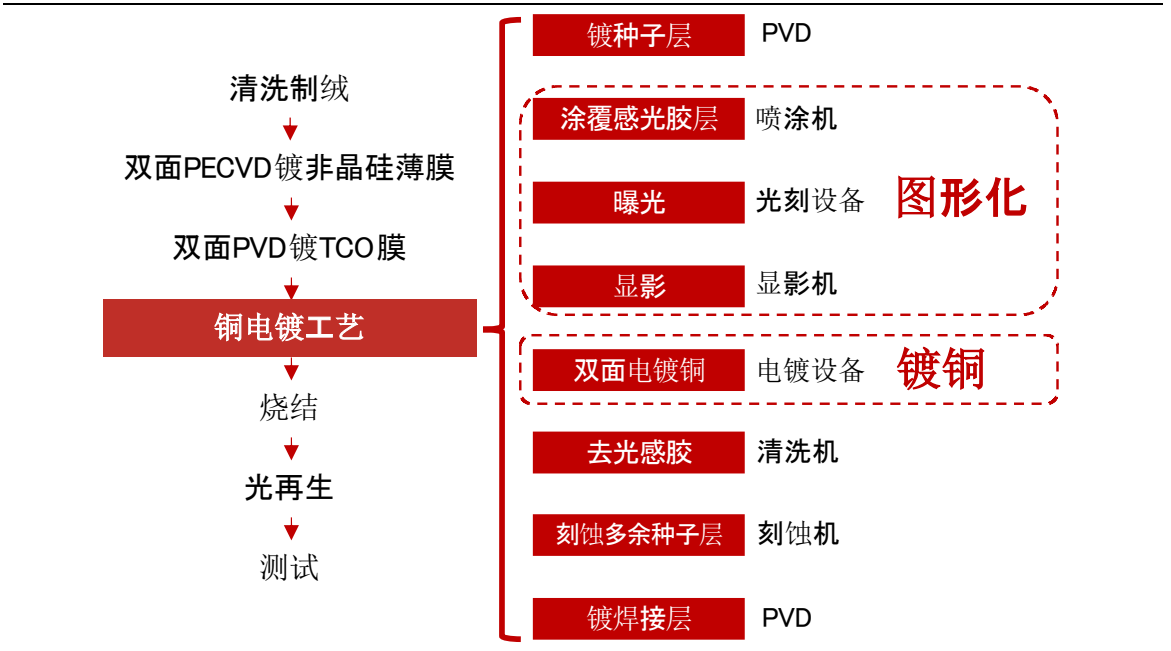 清洗制绒
双面PECVD镀非晶硅薄膜
双面PVD镀TCO膜
铜电镀工艺
烧结
光再生
测试
镀种子层 PVD
涂覆感光胶层 喷涂机
曝光 光刻设备 图形化
显影 显影机
双面电镀铜 电镀设备 镀铜
去光感胶 清洗机
刻蚀多余种子层 刻蚀机
镀焊接层 PVD